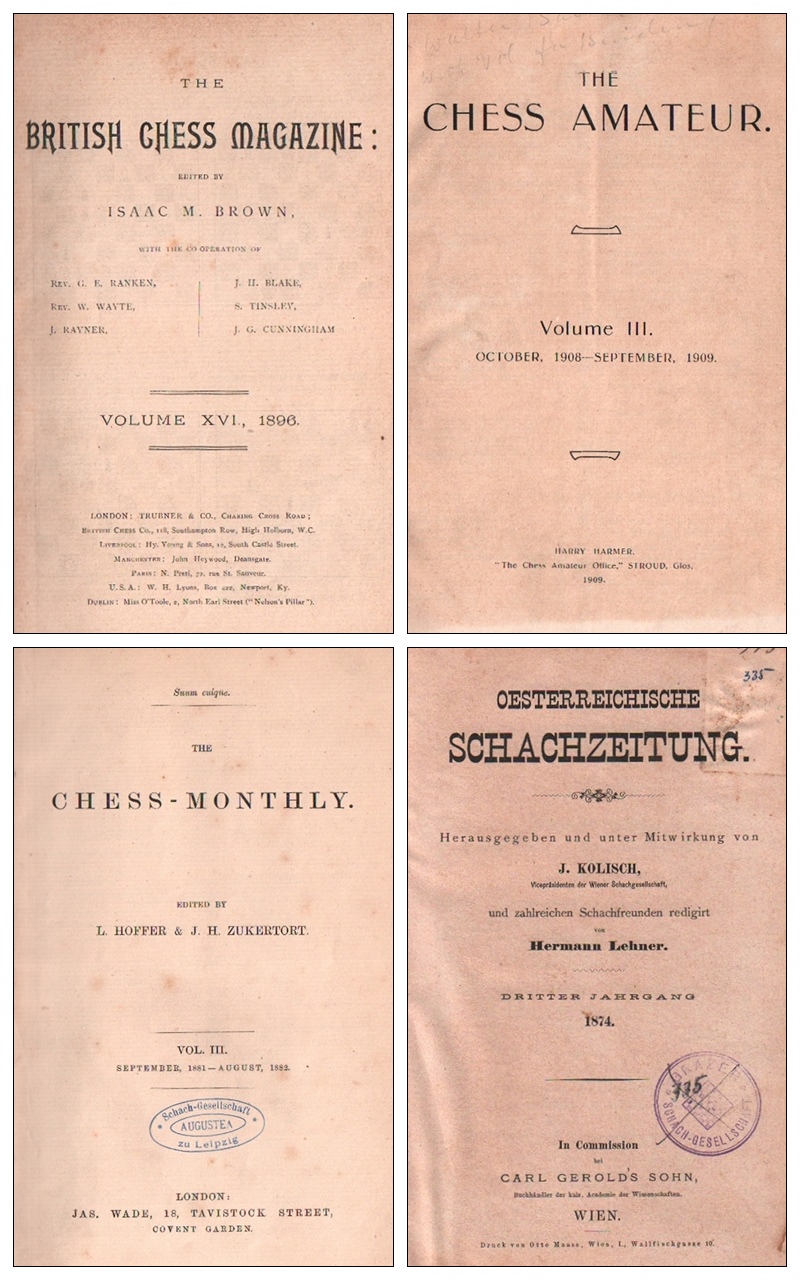 THE
BRITISH CHESS MAGAZINE:
EDITED BY
ISAAC M. BROWN,
WITH THE CO OPERATION OF
REV. G. E. RANKEN,
REV. W. WAYTE,
J. RAYNER,
J. H. BLAKE,
S. TINSLEY,
J. G. CUNNINGHAM
VOLUME XVI., 1896.
LONDON: TRUBNER & CO., CHARING CROSS ROAD;
BRITISH CHESS CO., 118, Southampton Row, High Holborn, W.C.
LIVERPOOL: Hy. Young & Sons, 12, South Castle Street.
MANCHESTER: John Heywood, Deansgate.
PARIS: N. Preti, 72, rue St. Sauveur.
U.S.A.: W. H. Lyons, Box 422, Newport, Ky.
DUBLIN: Miss O'Toole, 2, North Earl Street ("Nelson's Pillar").
THE
CHESS AMATEUR.
Volume III.
OCTOBER, 1908—SEPTEMBER, 1909.
HARRY HARMER.
"The Chess Amateur Office," STROUD, Glos.
1909.
Suum cuique.
THE
CHESS-MONTHLY.
EDITED BY
L. HOFFER & J. H. ZUKERTORT.
VOL. III.
SEPTEMBER, 1881—AUGUST, 1882.
Schach-Gesellschaft
AUGUSTEA
zu Leipzig
LONDON:
JAS. WADE, 18, TAVISTOCK STREET,
COVENT GARDEN.
335
OESTERREICHISCHE
SCHACHZEITUNG.
Herausgegeben und unter Mitwirkung von
J. KOLISCH,
Vicepräsidenten der Wiener Schachgesellschaft,
und zahlreichen Schachfreunden redigirt
von
Hermann Lehner.
DRITTER JAHRGANG
1874.
GRAZER
SCHACH-GESELLSCHAFT
In Commission
bei
CARL GEROLD'S SOHN,
Buchhändler der kais. Academie der Wissenschaften.
WIEN.
Druck von Otto Maass, Wien, I., Wallfischgasse 10.